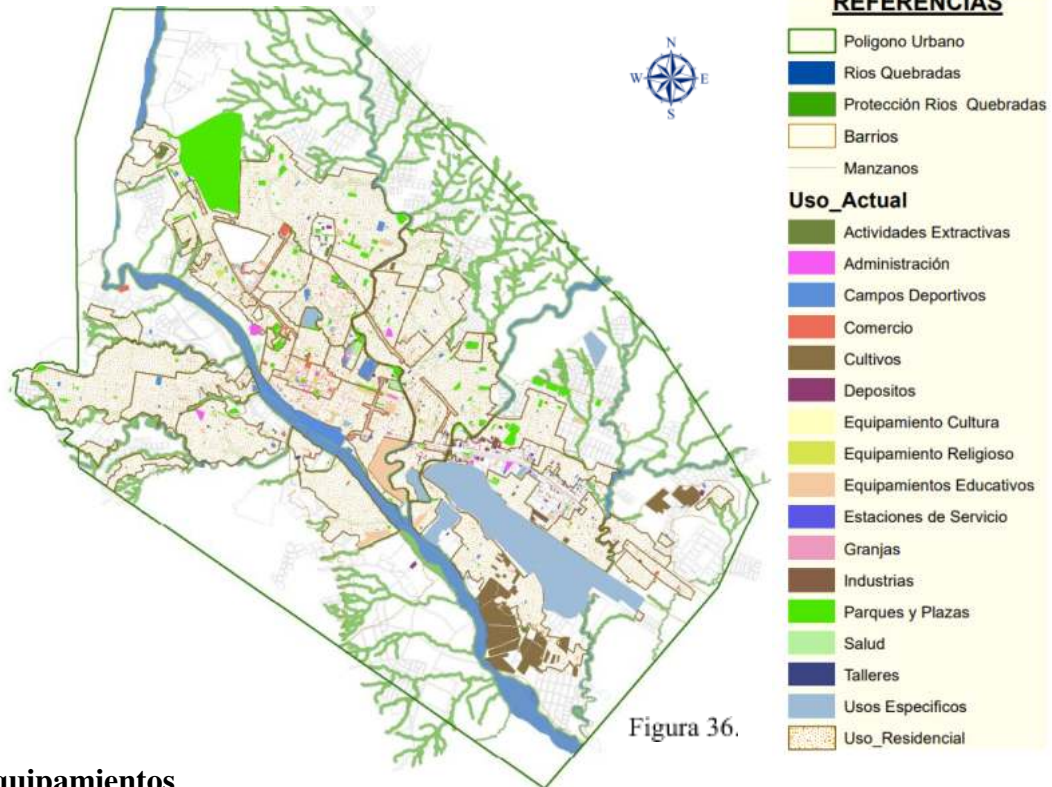 REFERENCIAS
Poligono Urbano
Rios Quebradas
Protección Rios Quebradas
Barrios
Manzanos
Uso_Actual
Actividades Extractivas
Administración
Campos Deportivos
Comercio
Cultivos
Depositos
Equipamiento Cultura
Equipamiento Religioso
Equipamientos Educativos
Estaciones de Servicio
Granjas
Industrias
Parques y Plazas
Salud
Talleres
Usos Especificos
Uso_Residencial
N
W
E
S
Figura 36.
quipamientos